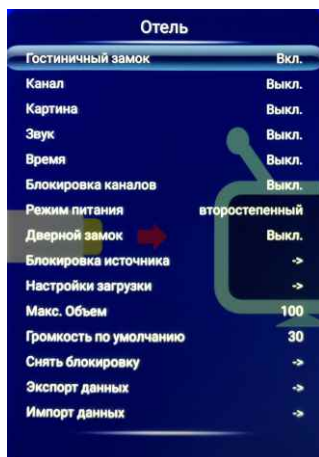 Отель
Гостиничный замок Вкл.
Канал Выкл.
Картина Выкл.
Звук Выкл.
Время Выкл.
Блокировка каналов Выкл.
Режим питания второстепенный
Дверной замок Выкл.
Блокировка источника ->
Настройки загрузки ->
Макс. Объем 100
Громкость по умолчанию 30
Снять блокировку ->
Экспорт данных ->
Импорт данных ->